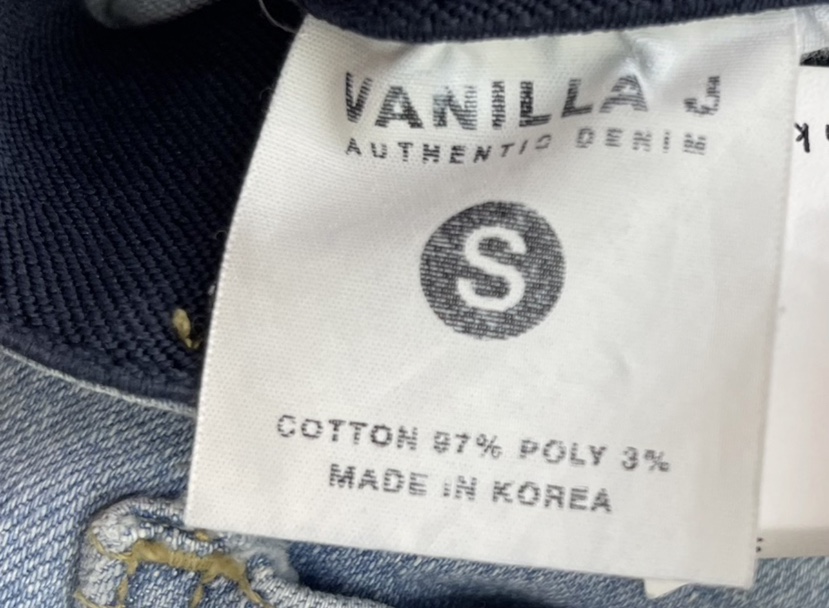 VANILLA J
AUTHENTIC DENIM
S
COTTON 97% POLY 3%
MADE IN KOREA